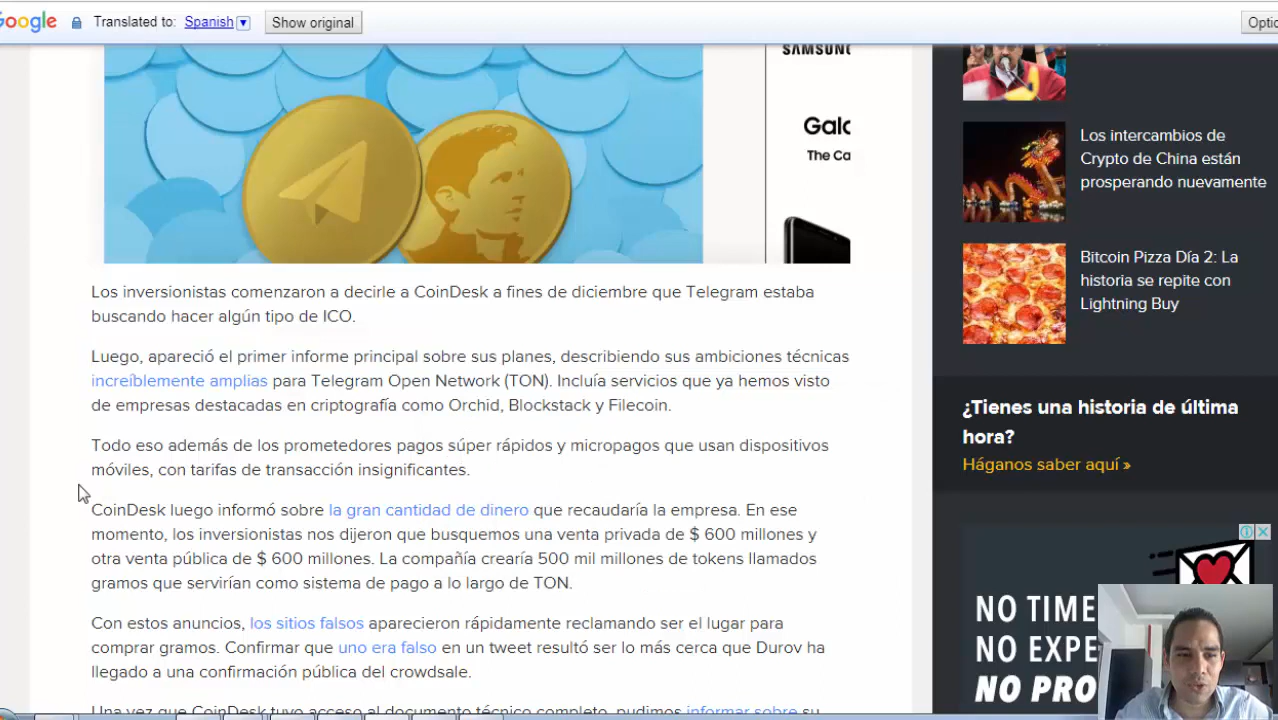 Google Translated to: Spanish ▼ Show original
SAMSUNG
Gala
The Ca
Los inversionistas comenzaron a decirle a CoinDesk a fines de diciembre que Telegram estaba
buscando hacer algún tipo de ICO.
Luego, apareció el primer informe principal sobre sus planes, describiendo sus ambiciones técnicas
increíblemente amplias para Telegram Open Network (TON). Incluía servicios que ya hemos visto
de empresas destacadas en criptografía como Orchid, Blockstack y Filecoin.
Todo eso además de los prometedores pagos súper rápidos y micropagos que usan dispositivos
móviles, con tarifas de transacción insignificantes.
CoinDesk luego informó sobre la gran cantidad de dinero que recaudaría la empresa. En ese
momento, los inversionistas nos dijeron que busquemos una venta privada de $ 600 millones y
otra venta pública de $ 600 millones. La compañía crearía 500 mil millones de tokens llamados
gramos que servirían como sistema de pago a lo largo de TON.
Con estos anuncios, los sitios falsos aparecieron rápidamente reclamando ser el lugar para
comprar gramos. Confirmar que uno era falso en un tweet resultó ser lo más cerca que Durov ha
llegado a una confirmación pública del crowdsale.
Una vez que CoinDesk tuvo acceso al documento técnico completo, pudimos informar sobre su
Optio
Los intercambios de
Crypto de China están
prosperando nuevamente
Bitcoin Pizza Día 2: La
historia se repite con
Lightning Buy
¿Tienes una historia de última
hora?
Háganos saber aquí »
NO TIME
NO EXPE
NO PRO